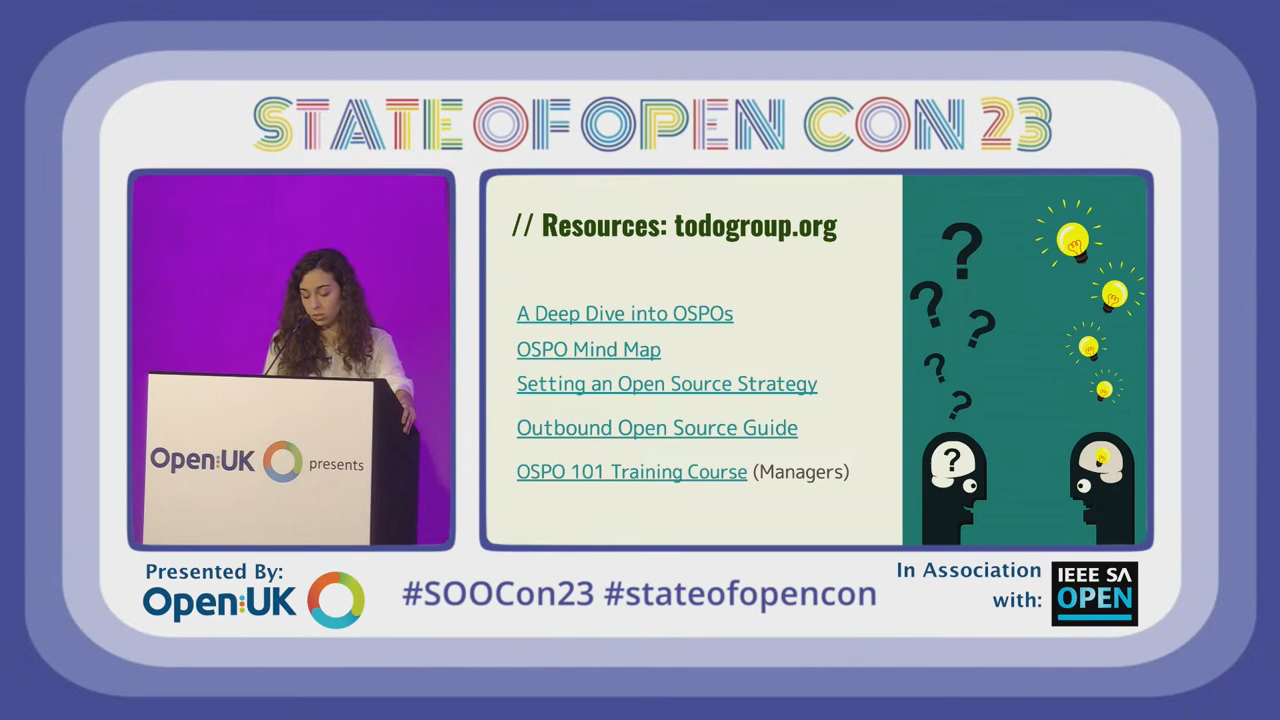 STATE OF OPEN CON 23
Open:UK presents
// Resources: todogroup.org
A Deep Dive into OSPOs
OSPO Mind Map
Setting an Open Source Strategy
Outbound Open Source Guide
OSPO 101 Training Course (Managers)
? ? ? ? ?
?
Presented By:
Open:UK
#SOOCon23 #stateofopencon
In Association
with:
IEEE SA
OPEN